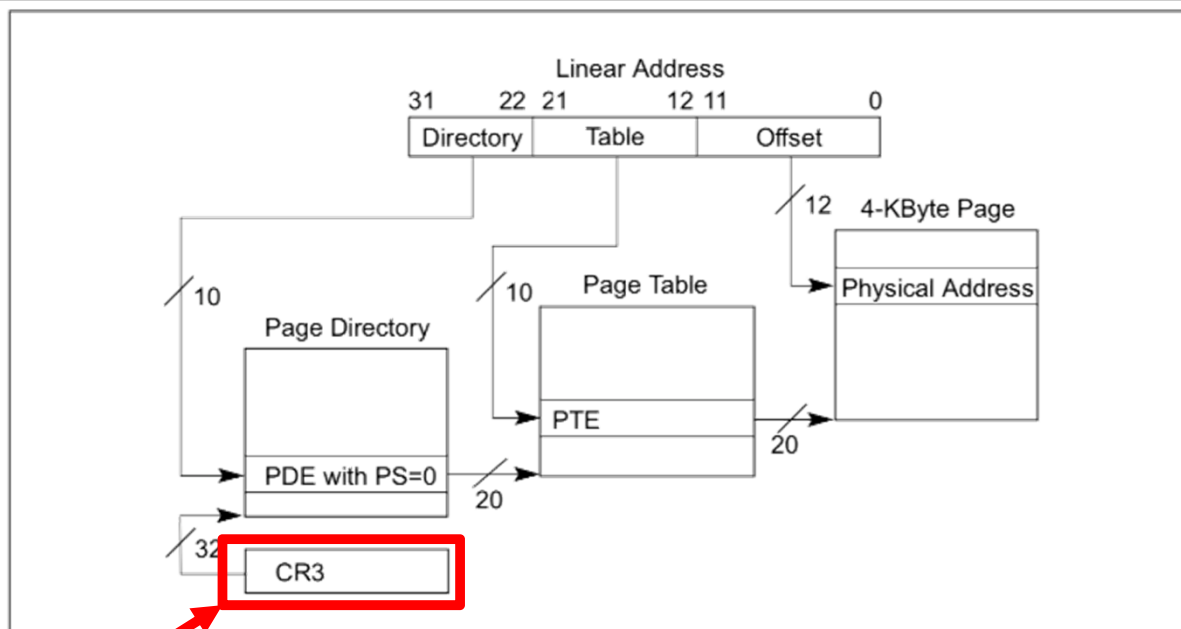 Linear Address
31 22 21 12 11 0
Directory Table Offset
12
4-KByte Page
Physical Address
10
10
Page Table
Page Directory
PTE
20
PDE with PS=0
20
32
CR3